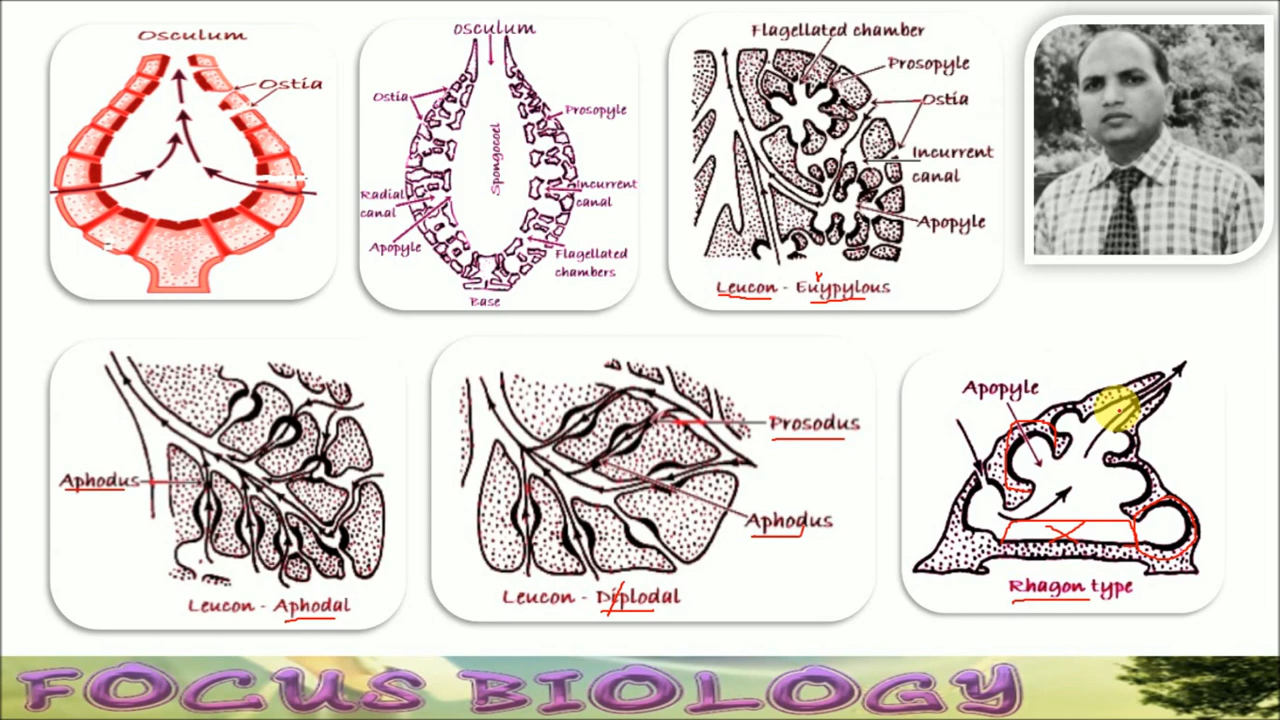 Osculum
Ostia
osculum
Ostia
Prosopyle
Spongocoel
Radial
canal
Incurrent
canal
Apopyle
Flagellated
chambers
Base
Flagellated chamber
Prosopyle
Ostia
Incurrent
canal
Apopyle
Leucon - Eurypylous
Aphodus
Leucon - Aphodal
Prosodus
Aphodus
Leucon - Diplodal
Apopyle
Rhagon type
FOCUS BIOLOGY